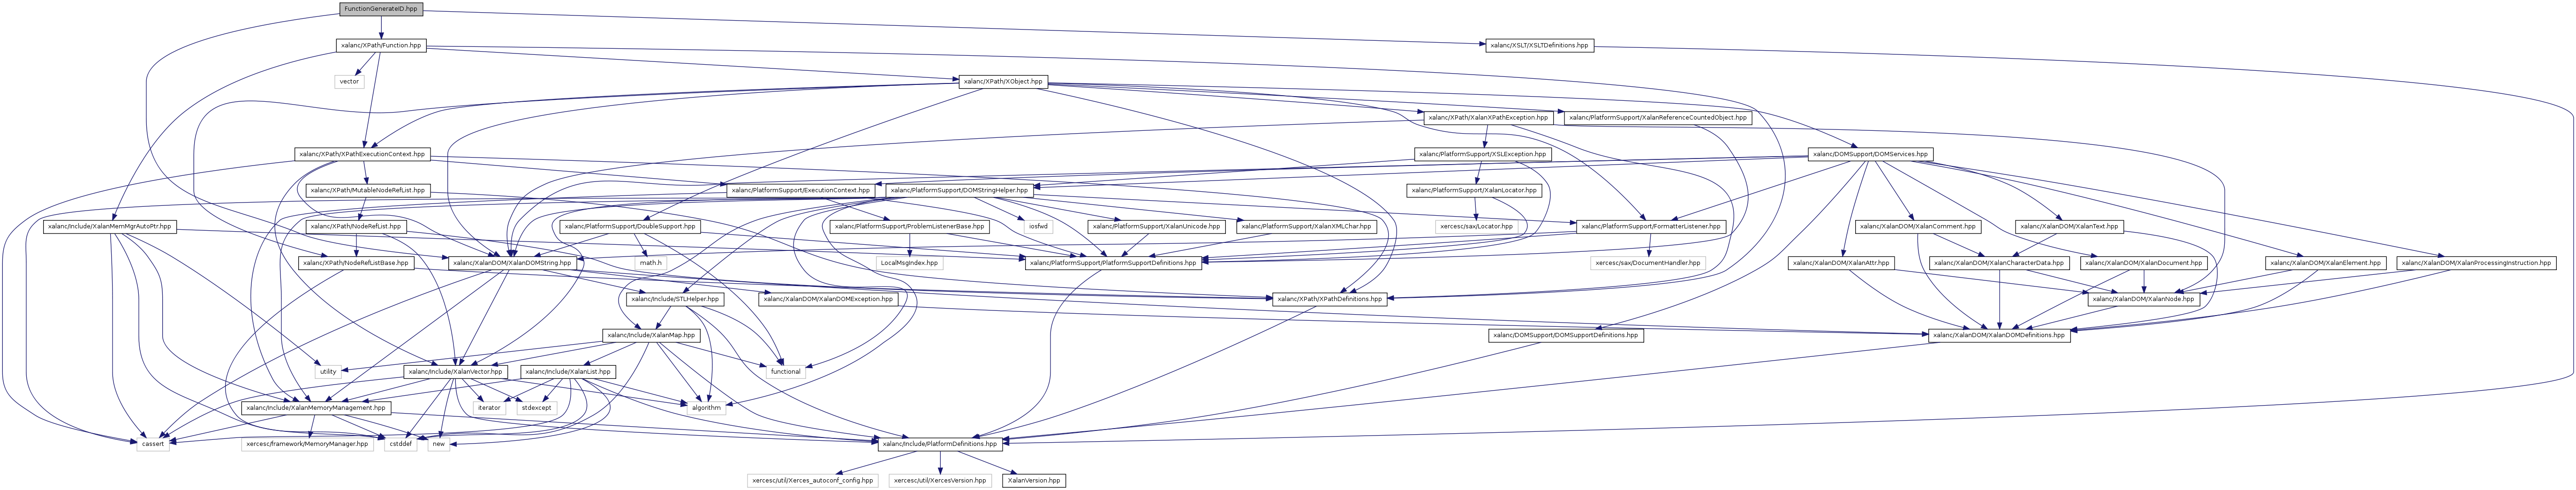 FunctionGenerateID.hpp
xalanc/XPath/Function.hpp
xalanc/XSLT/XSLTDefinitions.hpp
vector
xalanc/XPath/XObject.hpp
xalanc/XPath/XalanXPathException.hpp
xalanc/PlatformSupport/XalanReferenceCountedObject.hpp
xalanc/XPath/XPathExecutionContext.hpp
xalanc/PlatformSupport/XSLException.hpp
xalanc/DOMSupport/DOMServices.hpp
xalanc/XPath/MutableNodeRefList.hpp
xalanc/PlatformSupport/ExecutionContext.hpp
xalanc/PlatformSupport/DOMStringHelper.hpp
xalanc/PlatformSupport/XalanLocator.hpp
xalanc/Include/XalanMemMgrAutoPtr.hpp
xalanc/XPath/NodeRefList.hpp
xalanc/PlatformSupport/DoubleSupport.hpp
xalanc/PlatformSupport/ProblemListenerBase.hpp
iosfwd
xalanc/PlatformSupport/XalanUnicode.hpp
xalanc/PlatformSupport/XalanXMLChar.hpp
xercesc/sax/Locator.hpp
xalanc/PlatformSupport/FormatterListener.hpp
xalanc/XalanDOM/XalanComment.hpp
xalanc/XalanDOM/XalanText.hpp
xalanc/XPath/NodeRefListBase.hpp
xalanc/XalanDOM/XalanDOMString.hpp
math.h
LocalMsgIndex.hpp
xalanc/PlatformSupport/PlatformSupportDefinitions.hpp
xercesc/sax/DocumentHandler.hpp
xalanc/XalanDOM/XalanAttr.hpp
xalanc/XalanDOM/XalanCharacterData.hpp
xalanc/XalanDOM/XalanDocument.hpp
xalanc/XalanDOM/XalanElement.hpp
xalanc/XalanDOM/XalanProcessingInstruction.hpp
xalanc/Include/STLHelper.hpp
xalanc/XalanDOM/XalanDOMException.hpp
xalanc/XPath/XPathDefinitions.hpp
xalanc/XalanDOM/XalanNode.hpp
xalanc/Include/XalanMap.hpp
xalanc/DOMSupport/DOMSupportDefinitions.hpp
xalanc/XalanDOM/XalanDOMDefinitions.hpp
utility
xalanc/Include/XalanVector.hpp
xalanc/Include/XalanList.hpp
functional
xalanc/Include/XalanMemoryManagement.hpp
iterator
stdexcept
algorithm
cassert
xercesc/framework/MemoryManager.hpp
cstddef
new
xalanc/Include/PlatformDefinitions.hpp
xercesc/util/Xerces_autoconf_config.hpp
xercesc/util/XercesVersion.hpp
XalanVersion.hpp